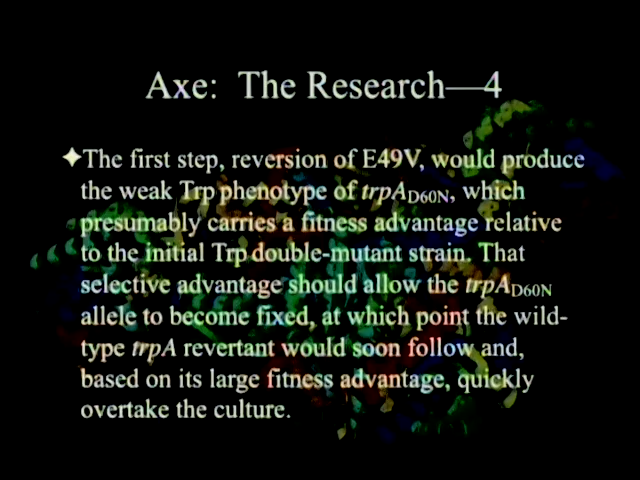 Axe: The Research—4
✦The first step, reversion of E49V, would produce
the weak Trp phenotype of trpAD60N, which
presumably carries a fitness advantage relative
to the initial Trp double-mutant strain. That
selective advantage should allow the trpAD60N
allele to become fixed, at which point the wild-
type trpA revertant would soon follow and,
based on its large fitness advantage, quickly
overtake the culture.